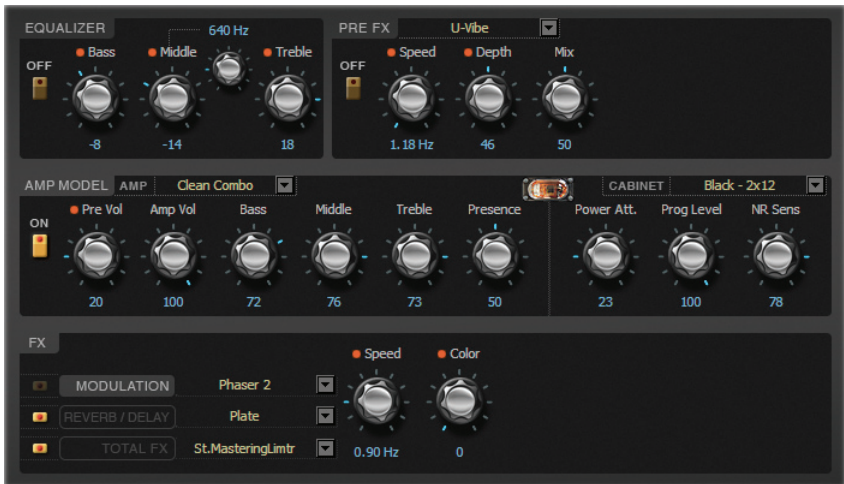 EQUALIZER 640 Hz
OFF Bass Middle Treble
-8 -14 18
PRE FX U-Vibe
OFF Speed Depth Mix
1.18 Hz 46 50
AMP MODEL AMP Clean Combo CABINET Black - 2x12
ON Pre Vol Amp Vol Bass Middle Treble Presence Power Att. Prog Level NR Sens
20 100 72 76 73 50 23 100 78
FX
Speed Color
MODULATION Phaser 2
REVERB / DELAY Plate
TOTAL FX St.MasteringLimtr
0.90 Hz 0